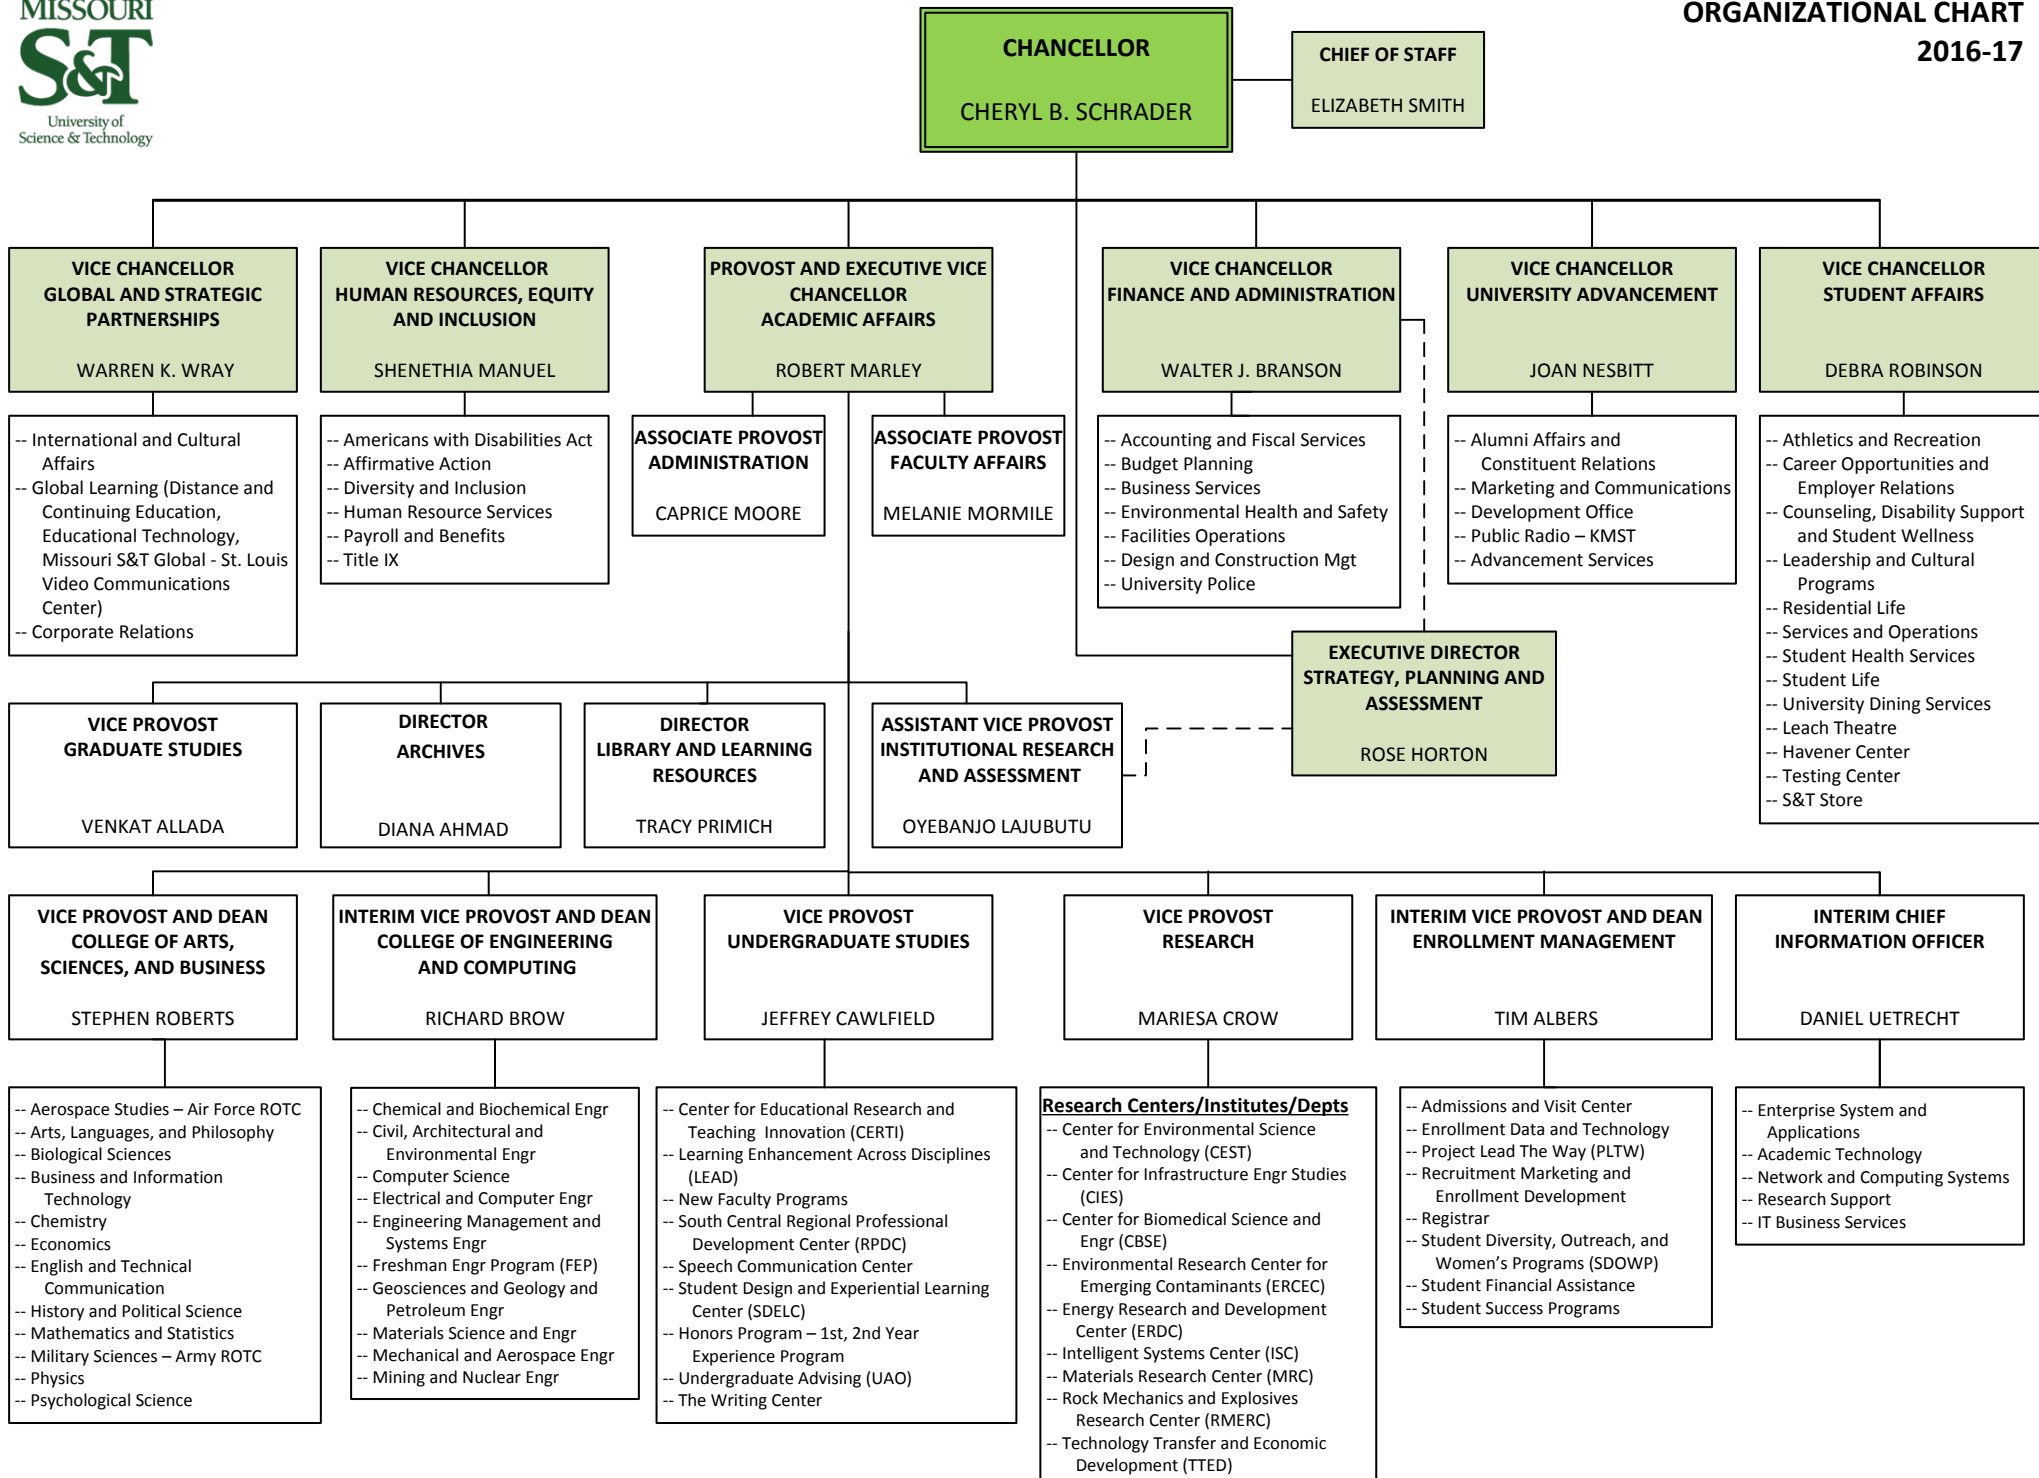 MISSOURI
S&T
University of
Science & Technology
ORGANIZATIONAL CHART
2016-17
CHANCELLOR
CHERYL B. SCHRADER
CHIEF OF STAFF
ELIZABETH SMITH
VICE CHANCELLOR
GLOBAL AND STRATEGIC
PARTNERSHIPS
WARREN K. WRAY
VICE CHANCELLOR
HUMAN RESOURCES, EQUITY
AND INCLUSION
SHENETHIA MANUEL
PROVOST AND EXECUTIVE VICE
CHANCELLOR
ACADEMIC AFFAIRS
ROBERT MARLEY
VICE CHANCELLOR
FINANCE AND ADMINISTRATION
WALTER J. BRANSON
VICE CHANCELLOR
UNIVERSITY ADVANCEMENT
JOAN NESBITT
VICE CHANCELLOR
STUDENT AFFAIRS
DEBRA ROBINSON
-- International and Cultural
Affairs
-- Global Learning (Distance and
Continuing Education,
Educational Technology,
Missouri S&T Global - St. Louis
Video Communications
Center)
-- Corporate Relations
-- Americans with Disabilities Act
-- Affirmative Action
-- Diversity and Inclusion
-- Human Resource Services
-- Payroll and Benefits
-- Title IX
ASSOCIATE PROVOST
ADMINISTRATION
CAPRICE MOORE
ASSOCIATE PROVOST
FACULTY AFFAIRS
MELANIE MORMILE
-- Accounting and Fiscal Services
-- Budget Planning
-- Business Services
-- Environmental Health and Safety
-- Facilities Operations
-- Design and Construction Mgt
-- University Police
-- Alumni Affairs and
Constituent Relations
-- Marketing and Communications
-- Development Office
-- Public Radio – KMST
-- Advancement Services
-- Athletics and Recreation
-- Career Opportunities and
Employer Relations
-- Counseling, Disability Support
and Student Wellness
-- Leadership and Cultural
Programs
-- Residential Life
-- Services and Operations
-- Student Health Services
-- Student Life
-- University Dining Services
-- Leach Theatre
-- Havener Center
-- Testing Center
-- S&T Store
EXECUTIVE DIRECTOR
STRATEGY, PLANNING AND
ASSESSMENT
ROSE HORTON
VICE PROVOST
GRADUATE STUDIES
VENKAT ALLADA
DIRECTOR
ARCHIVES
DIANA AHMAD
DIRECTOR
LIBRARY AND LEARNING
RESOURCES
TRACY PRIMICH
ASSISTANT VICE PROVOST
INSTITUTIONAL RESEARCH
AND ASSESSMENT
OYEBANJO LAJUBUTU
VICE PROVOST AND DEAN
COLLEGE OF ARTS,
SCIENCES, AND BUSINESS
STEPHEN ROBERTS
INTERIM VICE PROVOST AND DEAN
COLLEGE OF ENGINEERING
AND COMPUTING
RICHARD BROW
VICE PROVOST
UNDERGRADUATE STUDIES
JEFFREY CAWLFIELD
VICE PROVOST
RESEARCH
MARIESA CROW
INTERIM VICE PROVOST AND DEAN
ENROLLMENT MANAGEMENT
TIM ALBERS
INTERIM CHIEF
INFORMATION OFFICER
DANIEL UETRECHT
-- Aerospace Studies – Air Force ROTC
-- Arts, Languages, and Philosophy
-- Biological Sciences
-- Business and Information
Technology
-- Chemistry
-- Economics
-- English and Technical
Communication
-- History and Political Science
-- Mathematics and Statistics
-- Military Sciences – Army ROTC
-- Physics
-- Psychological Science
-- Chemical and Biochemical Engr
-- Civil, Architectural and
Environmental Engr
-- Computer Science
-- Electrical and Computer Engr
-- Engineering Management and
Systems Engr
-- Freshman Engr Program (FEP)
-- Geosciences and Geology and
Petroleum Engr
-- Materials Science and Engr
-- Mechanical and Aerospace Engr
-- Mining and Nuclear Engr
-- Center for Educational Research and
Teaching Innovation (CERTI)
-- Learning Enhancement Across Disciplines
(LEAD)
-- New Faculty Programs
-- South Central Regional Professional
Development Center (RPDC)
-- Speech Communication Center
-- Student Design and Experiential Learning
Center (SDELC)
-- Honors Program – 1st, 2nd Year
Experience Program
-- Undergraduate Advising (UAO)
-- The Writing Center
Research Centers/Institutes/Depts
-- Center for Environmental Science
and Technology (CEST)
-- Center for Infrastructure Engr Studies
(CIES)
-- Center for Biomedical Science and
Engr (CBSE)
-- Environmental Research Center for
Emerging Contaminants (ERCEC)
-- Energy Research and Development
Center (ERDC)
-- Intelligent Systems Center (ISC)
-- Materials Research Center (MRC)
-- Rock Mechanics and Explosives
Research Center (RMERC)
-- Technology Transfer and Economic
Development (TTED)
-- Admissions and Visit Center
-- Enrollment Data and Technology
-- Project Lead The Way (PLTW)
-- Recruitment Marketing and
Enrollment Development
-- Registrar
-- Student Diversity, Outreach, and
Women’s Programs (SDOWP)
-- Student Financial Assistance
-- Student Success Programs
-- Enterprise System and
Applications
-- Academic Technology
-- Network and Computing Systems
-- Research Support
-- IT Business Services